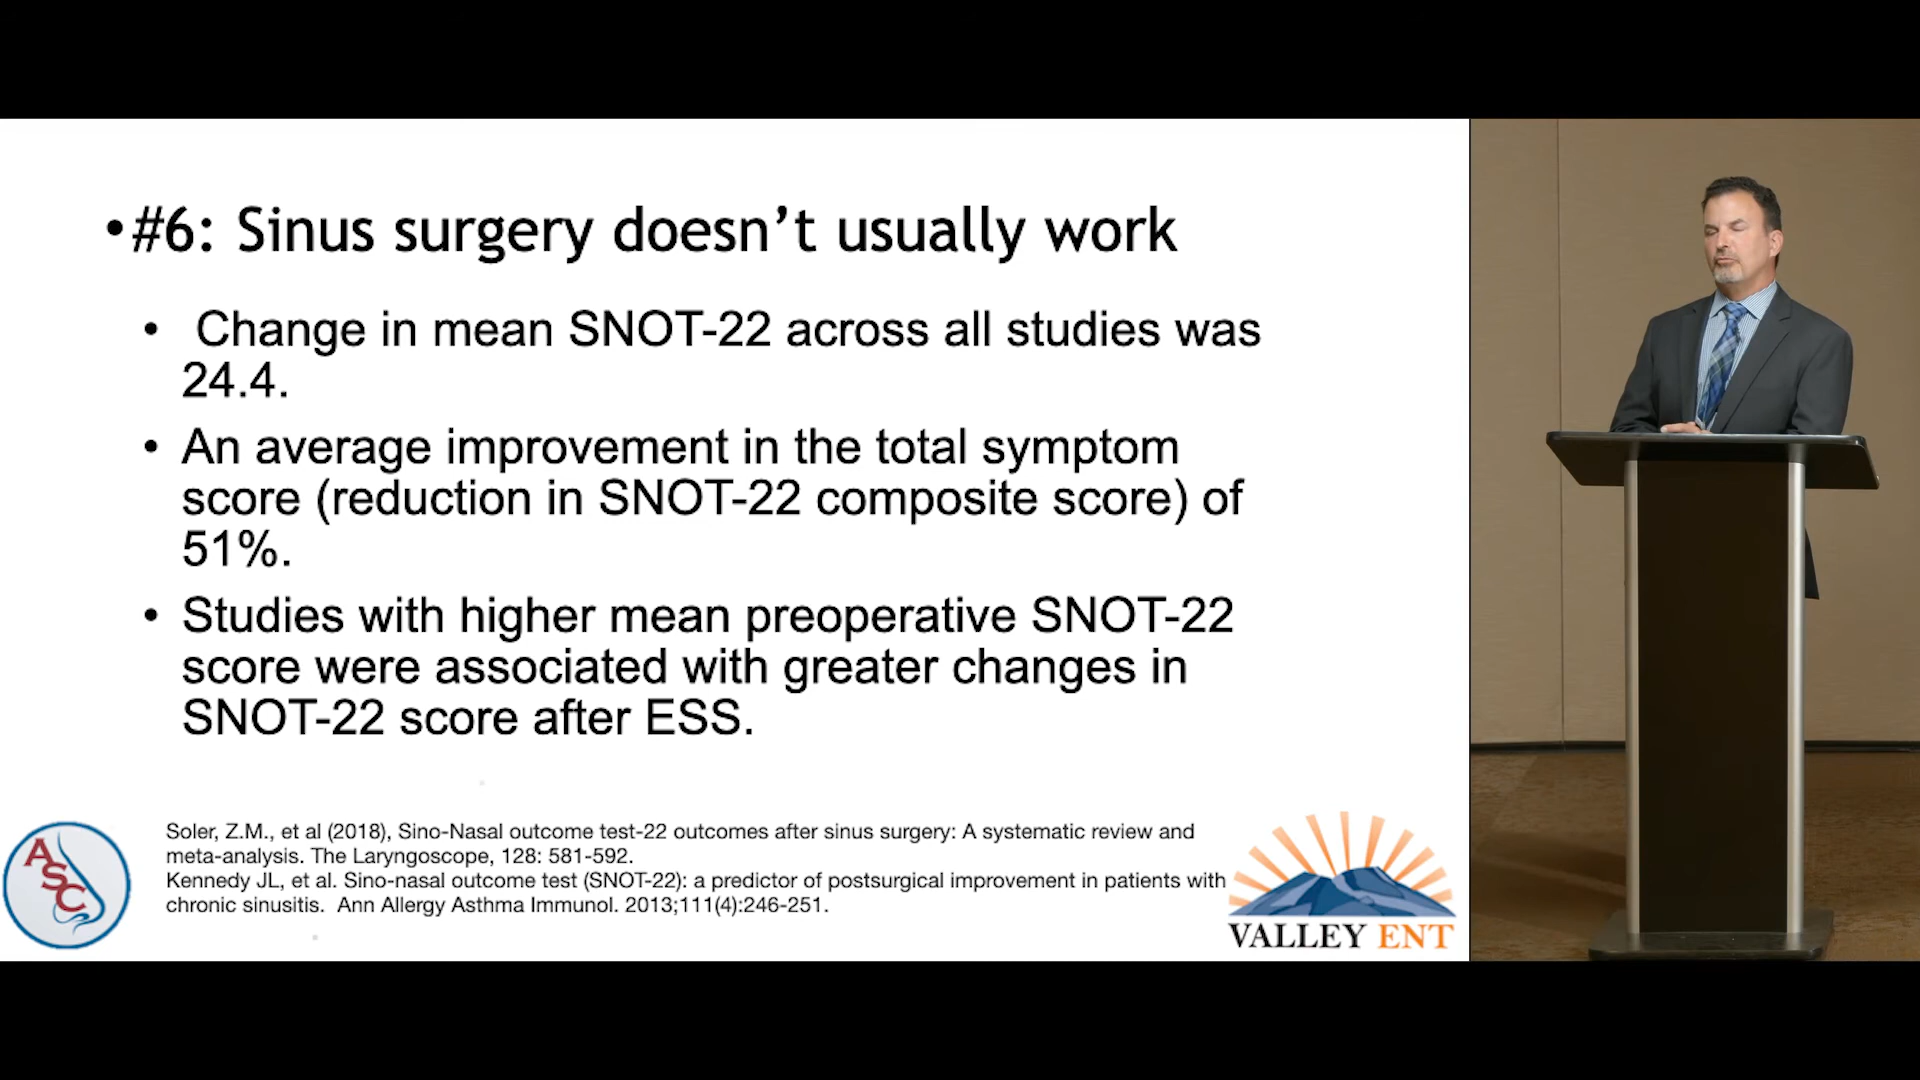 •#6: Sinus surgery doesn’t usually work
• Change in mean SNOT-22 across all studies was
24.4.
• An average improvement in the total symptom
score (reduction in SNOT-22 composite score) of
51%.
• Studies with higher mean preoperative SNOT-22
score were associated with greater changes in
SNOT-22 score after ESS.
Soler, Z.M., et al (2018), Sino-Nasal outcome test-22 outcomes after sinus surgery: A systematic review and
meta-analysis. The Laryngoscope, 128: 581-592.
Kennedy JL, et al. Sino-nasal outcome test (SNOT-22): a predictor of postsurgical improvement in patients with
chronic sinusitis. Ann Allergy Asthma Immunol. 2013;111(4):246-251.
ASC
VALLEY ENT